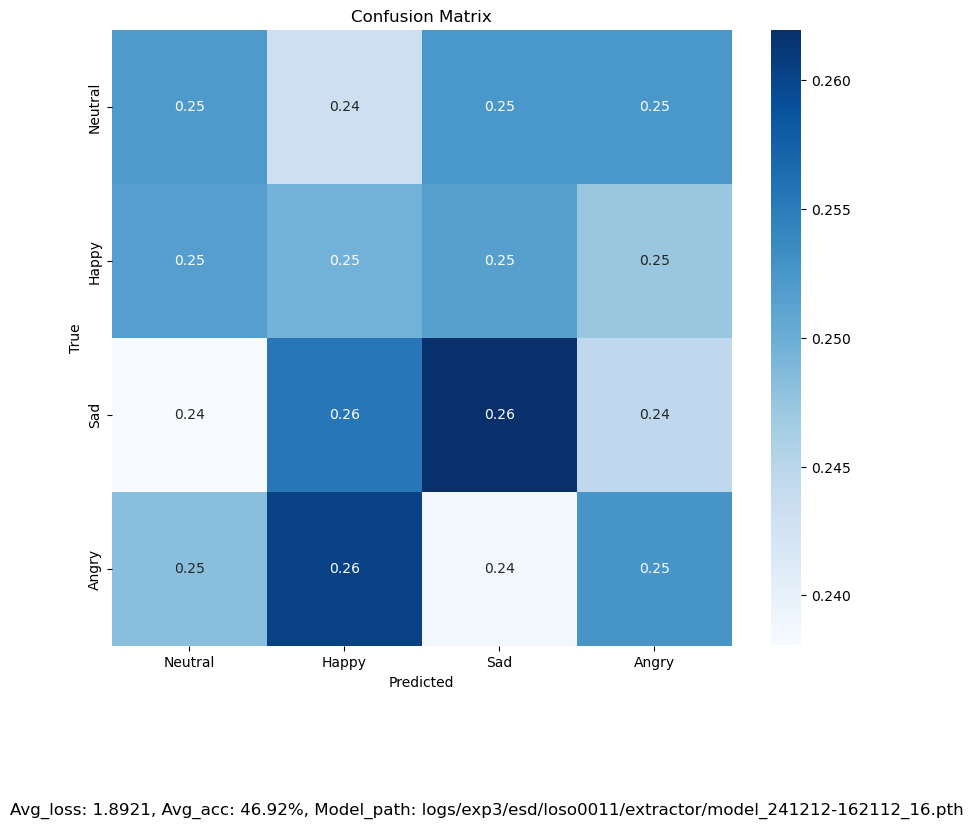 Confusion Matrix
Neutral
0.25
0.24
0.25
0.25
0.260
0.255
Happy
0.25
0.25
0.25
0.25
True
0.250
Sad
0.24
0.26
0.26
0.24
0.245
Angry
0.25
0.26
0.24
0.25
0.240
Neutral
Happy
Sad
Angry
Predicted
Avg_loss: 1.8921, Avg_acc: 46.92%, Model_path: logs/exp3/esd/loso0011/extractor/model_241212-162112_16.pth